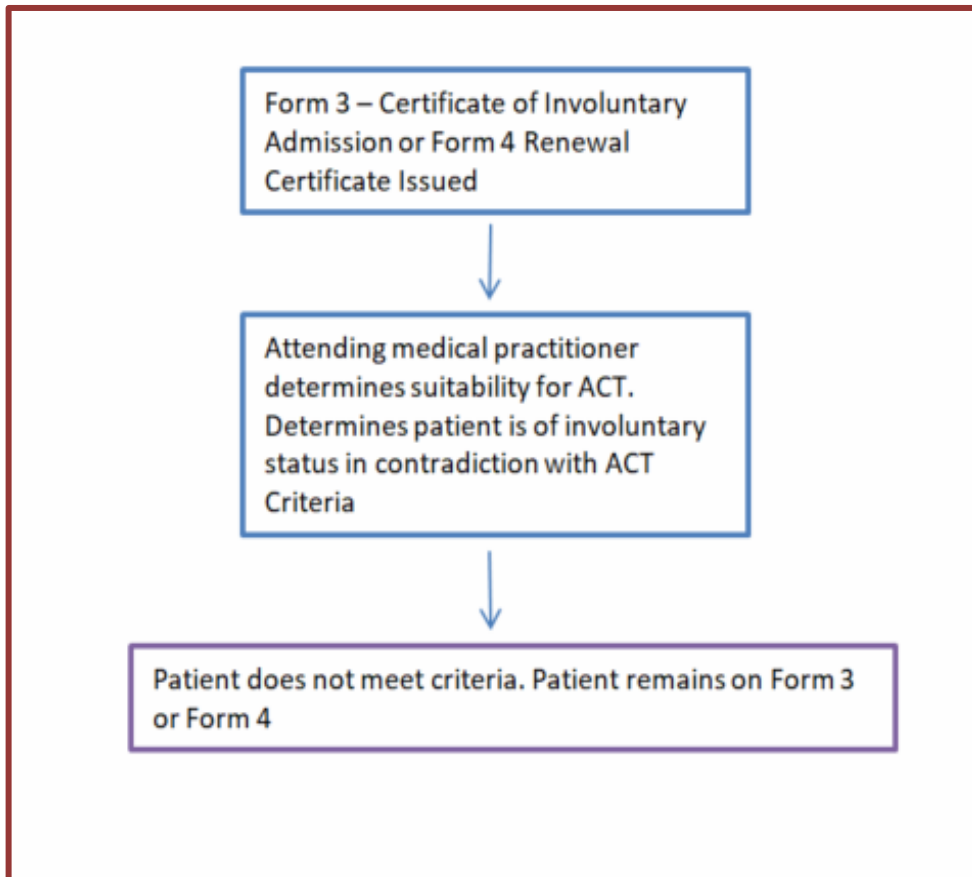 Form 3 – Certificate of Involuntary
Admission or Form 4 Renewal
Certificate Issued
Attending medical practitioner
determines suitability for ACT.
Determines patient is of involuntary
status in contradiction with ACT
Criteria
Patient does not meet criteria. Patient remains on Form 3
or Form 4